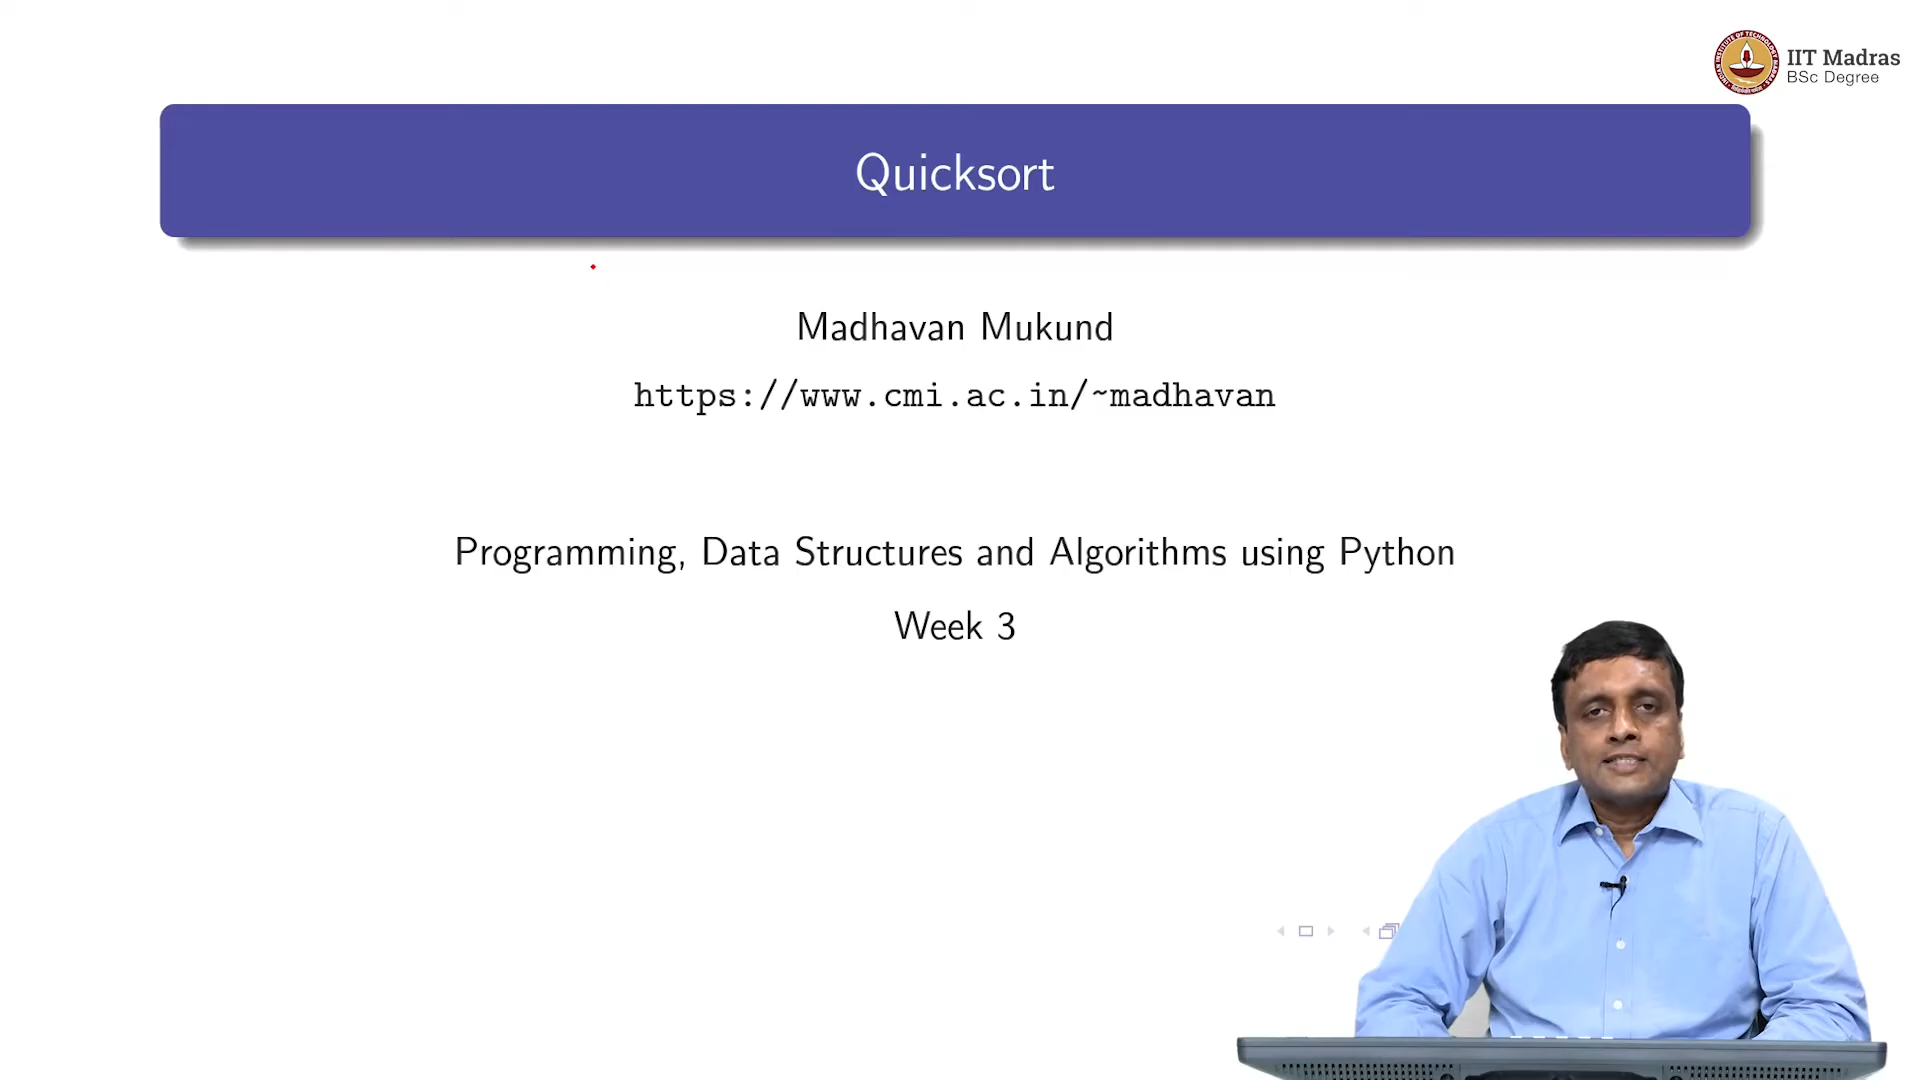 IIT Madras
BSc Degree
Quicksort
Madhavan Mukund
https://www.cmi.ac.in/~madhavan
Programming, Data Structures and Algorithms using Python
Week 3